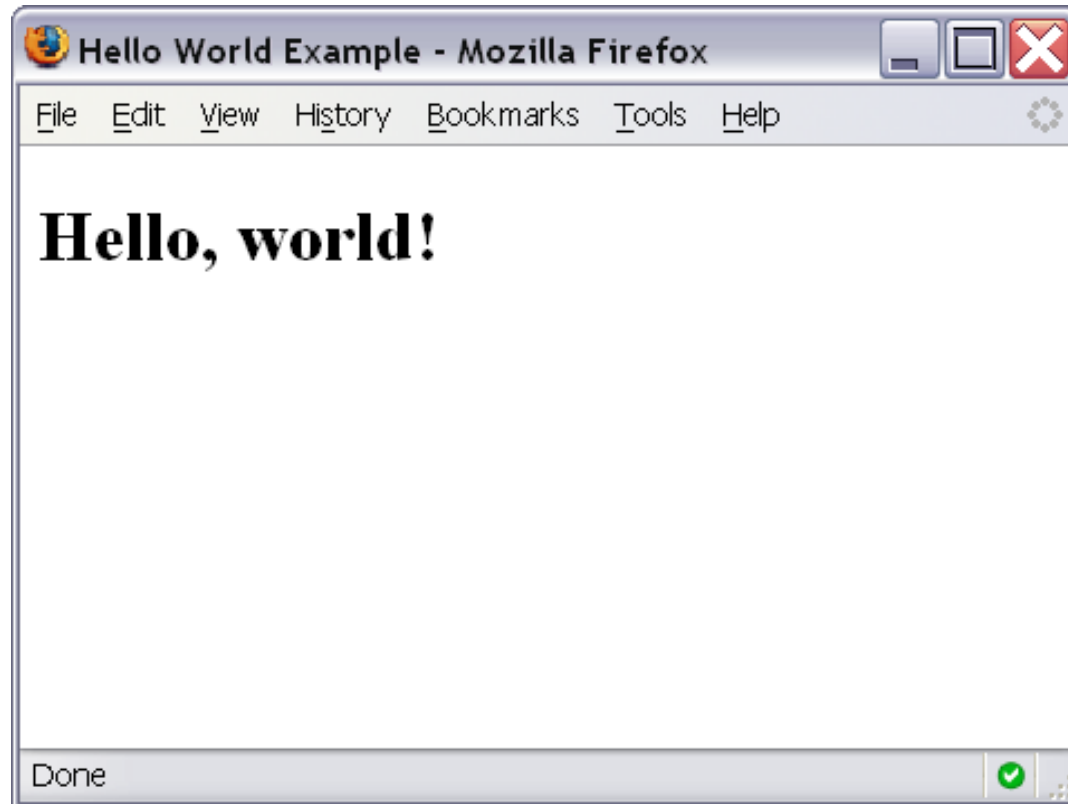 Hello World Example - Mozilla Firefox
File Edit View History Bookmarks Tools Help
Hello, world!
Done